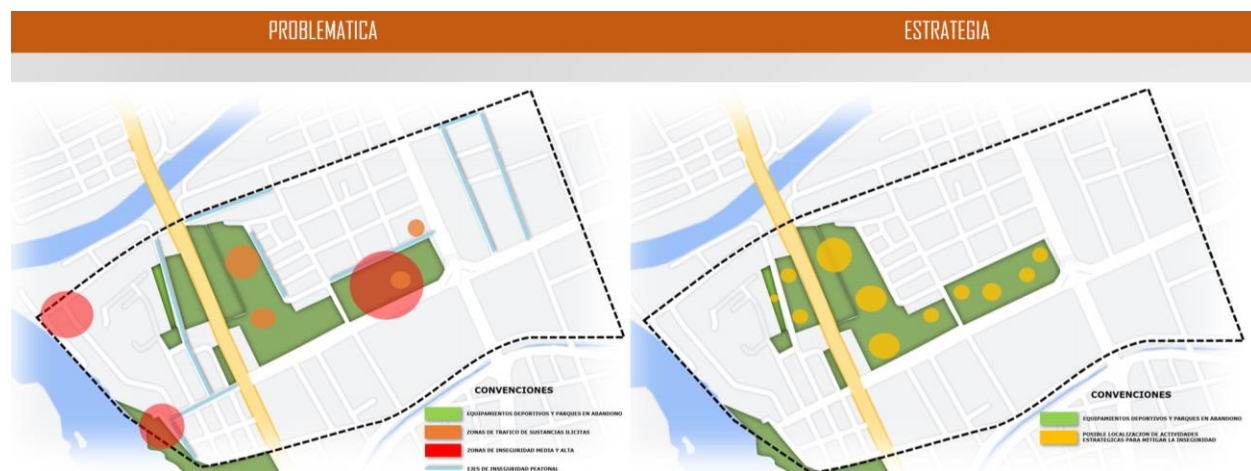 PROBLEMATICA
ESTRATEGIA
CONVENCIONES
EQUIPAMIENTOS DEPORTIVOS Y PARQUES EN ABANDONO
ZONAS DE TRAFICO DE SUSTANCIAS ILICITAS
ZONAS DE INSEGURIDAD MEDIA Y ALTA
EJES DE INSEGURIDAD PEATONAL
CONVENCIONES
EQUIPAMIENTOS DEPORTIVOS Y PARQUES EN ABANDONO
POSIBLE LOCALIZACION DE ACTIVIDADES
ESTRATEGICAS PARA MITIGAR LA INSEGURIDAD